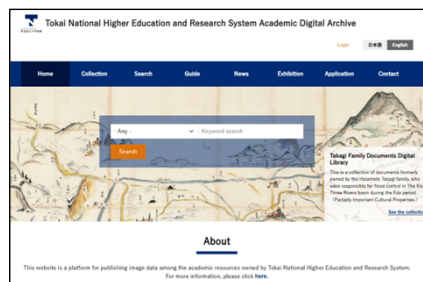 Tokai National Higher Education and Research System Academic Digital Archive
Login
日本語
English
Home Collection Search Guide News Exhibition Application Contact
- Any -
Keyword search
Search
Takagi Family Documents Digital
Library
This is a collection of documents formerly
owned by the Hatamoto Takagi family, who
were responsible for flood control in The Kiso
Three Rivers basin during the Edo period.
(Partially Important Cultural Properties.)
See the collection
About
This website is a platform for publishing image data among the academic resources owned by Tokai National Higher Education and Research System.
For more information, please click here.